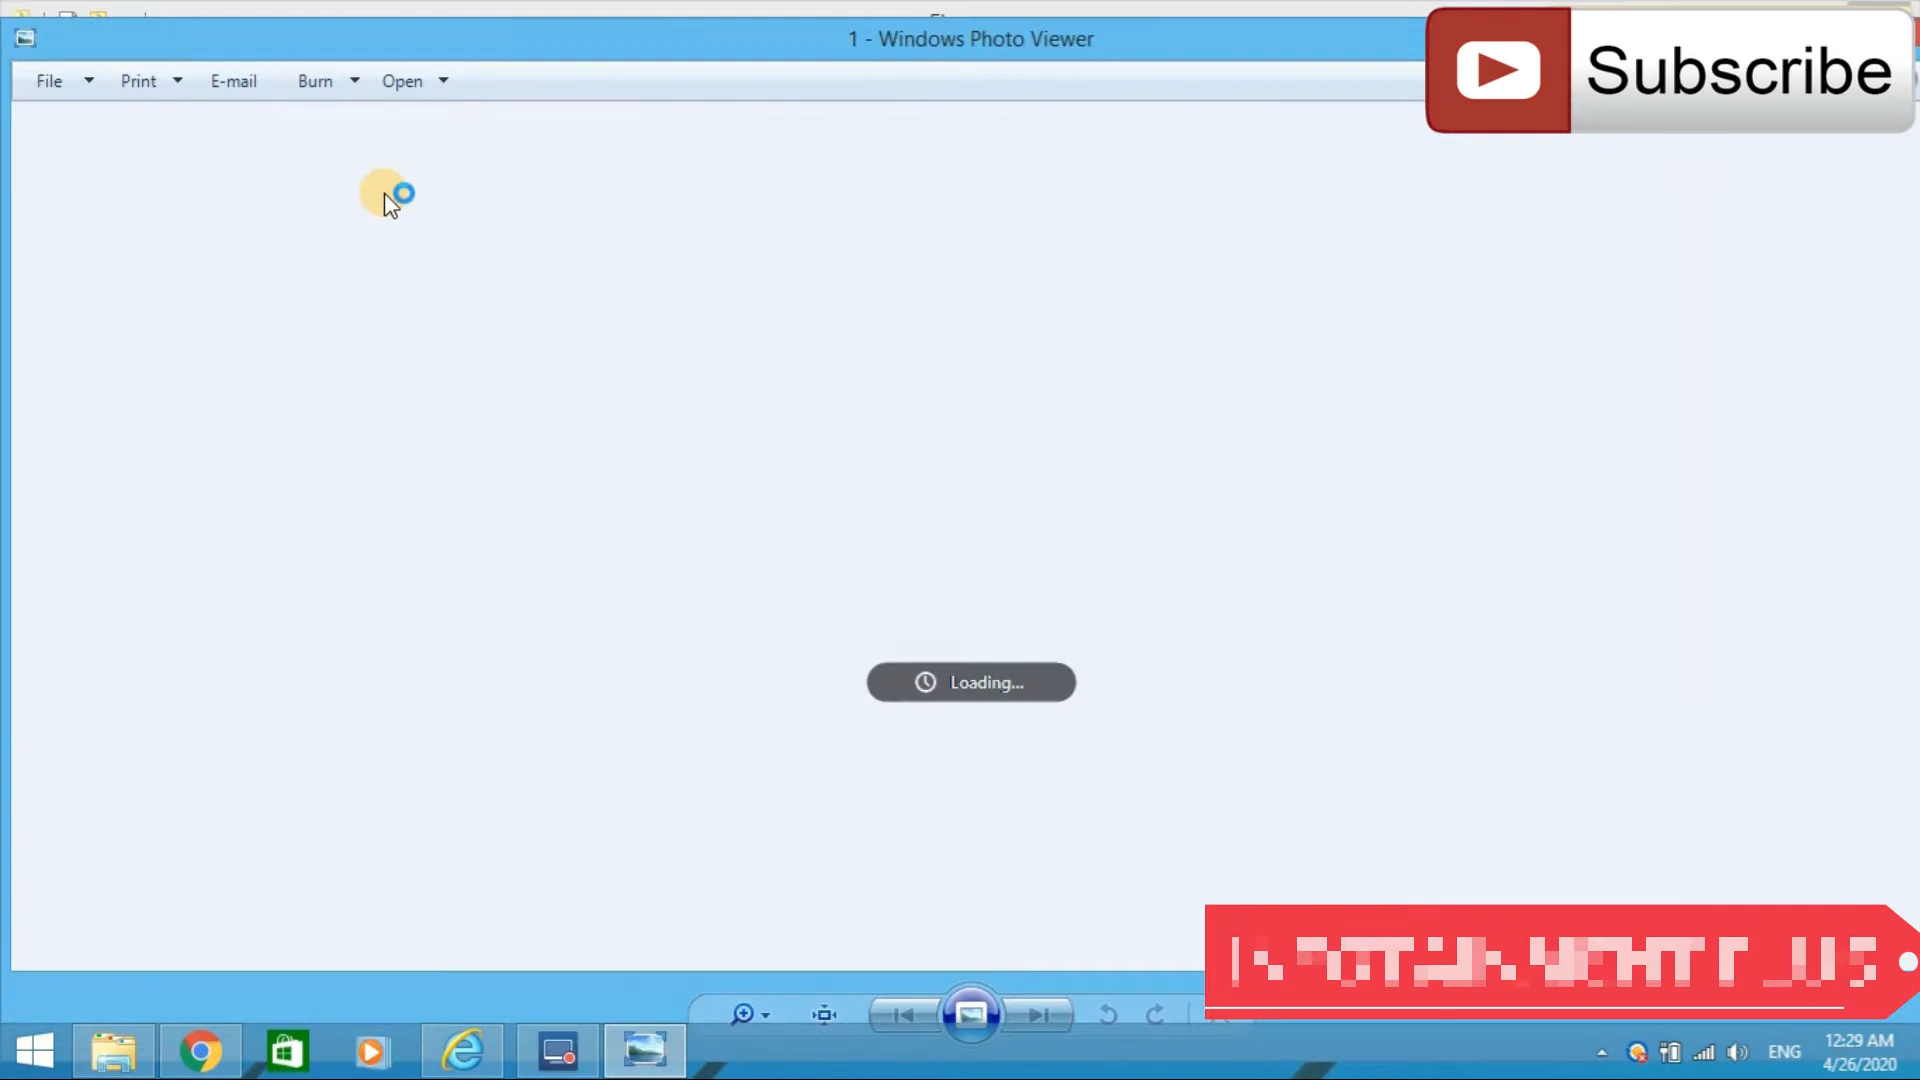 1 - Windows Photo Viewer
Subscribe
File Print E-mail Burn Open
Loading...
ENG
12:29 AM
4/26/2020